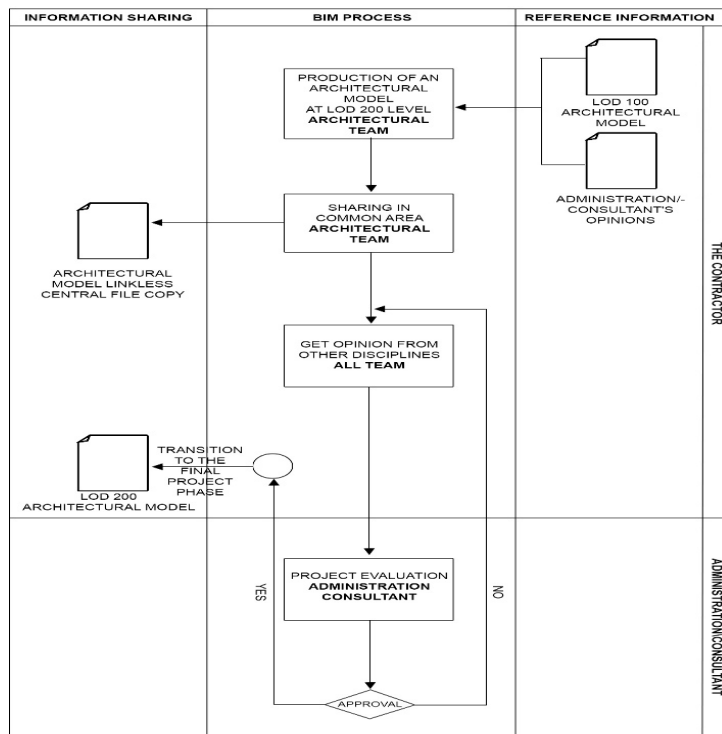 INFORMATION SHARING
BIM PROCESS
REFERENCE INFORMATION
PRODUCTION OF AN
ARCHITECTURAL
MODEL
AT LOD 200 LEVEL
ARCHITECTURAL
TEAM
LOD 100
ARCHITECTURAL
MODEL
ADMINISTRATION/-
CONSULTANT'S
OPINIONS
SHARING IN
COMMON AREA
ARCHITECTURAL
TEAM
ARCHITECTURAL
MODEL LINKLESS
CENTRAL FILE COPY
THE CONTRACTOR
GET OPINION FROM
OTHER DISCIPLINES
ALL TEAM
TRANSITION
TO THE
FINAL
PROJECT
PHASE
LOD 200
ARCHITECTURAL MODEL
PROJECT EVALUATION
ADMINISTRATION
CONSULTANT
YES
NO
APPROVAL
ADMINISTRATION/CONSULTANT